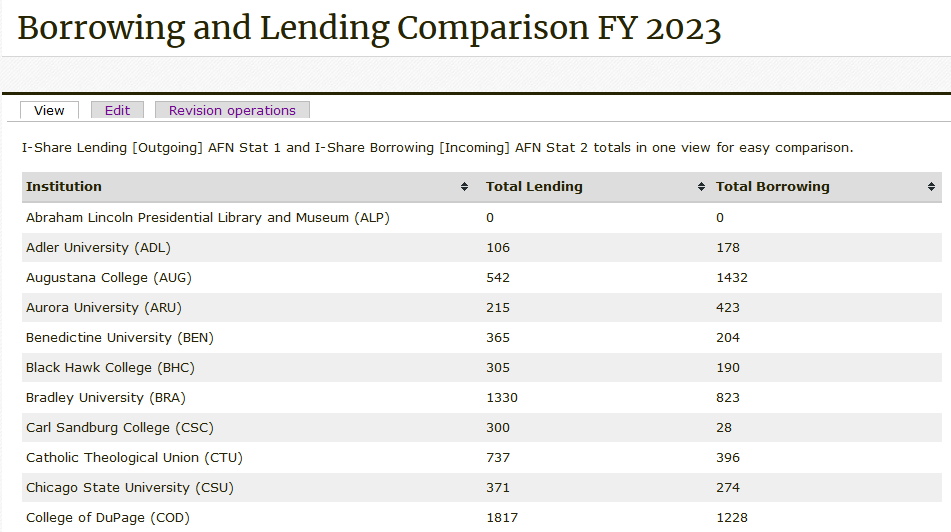 Borrowing and Lending Comparison FY 2023
View Edit Revision operations
I-Share Lending [Outgoing] AFN Stat 1 and I-Share Borrowing [Incoming] AFN Stat 2 totals in one view for easy comparison.
Institution Total Lending Total Borrowing
Abraham Lincoln Presidential Library and Museum (ALP) 0 0
Adler University (ADL) 106 178
Augustana College (AUG) 542 1432
Aurora University (ARU) 215 423
Benedictine University (BEN) 365 204
Black Hawk College (BHC) 305 190
Bradley University (BRA) 1330 823
Carl Sandburg College (CSC) 300 28
Catholic Theological Union (CTU) 737 396
Chicago State University (CSU) 371 274
College of DuPage (COD) 1817 1228